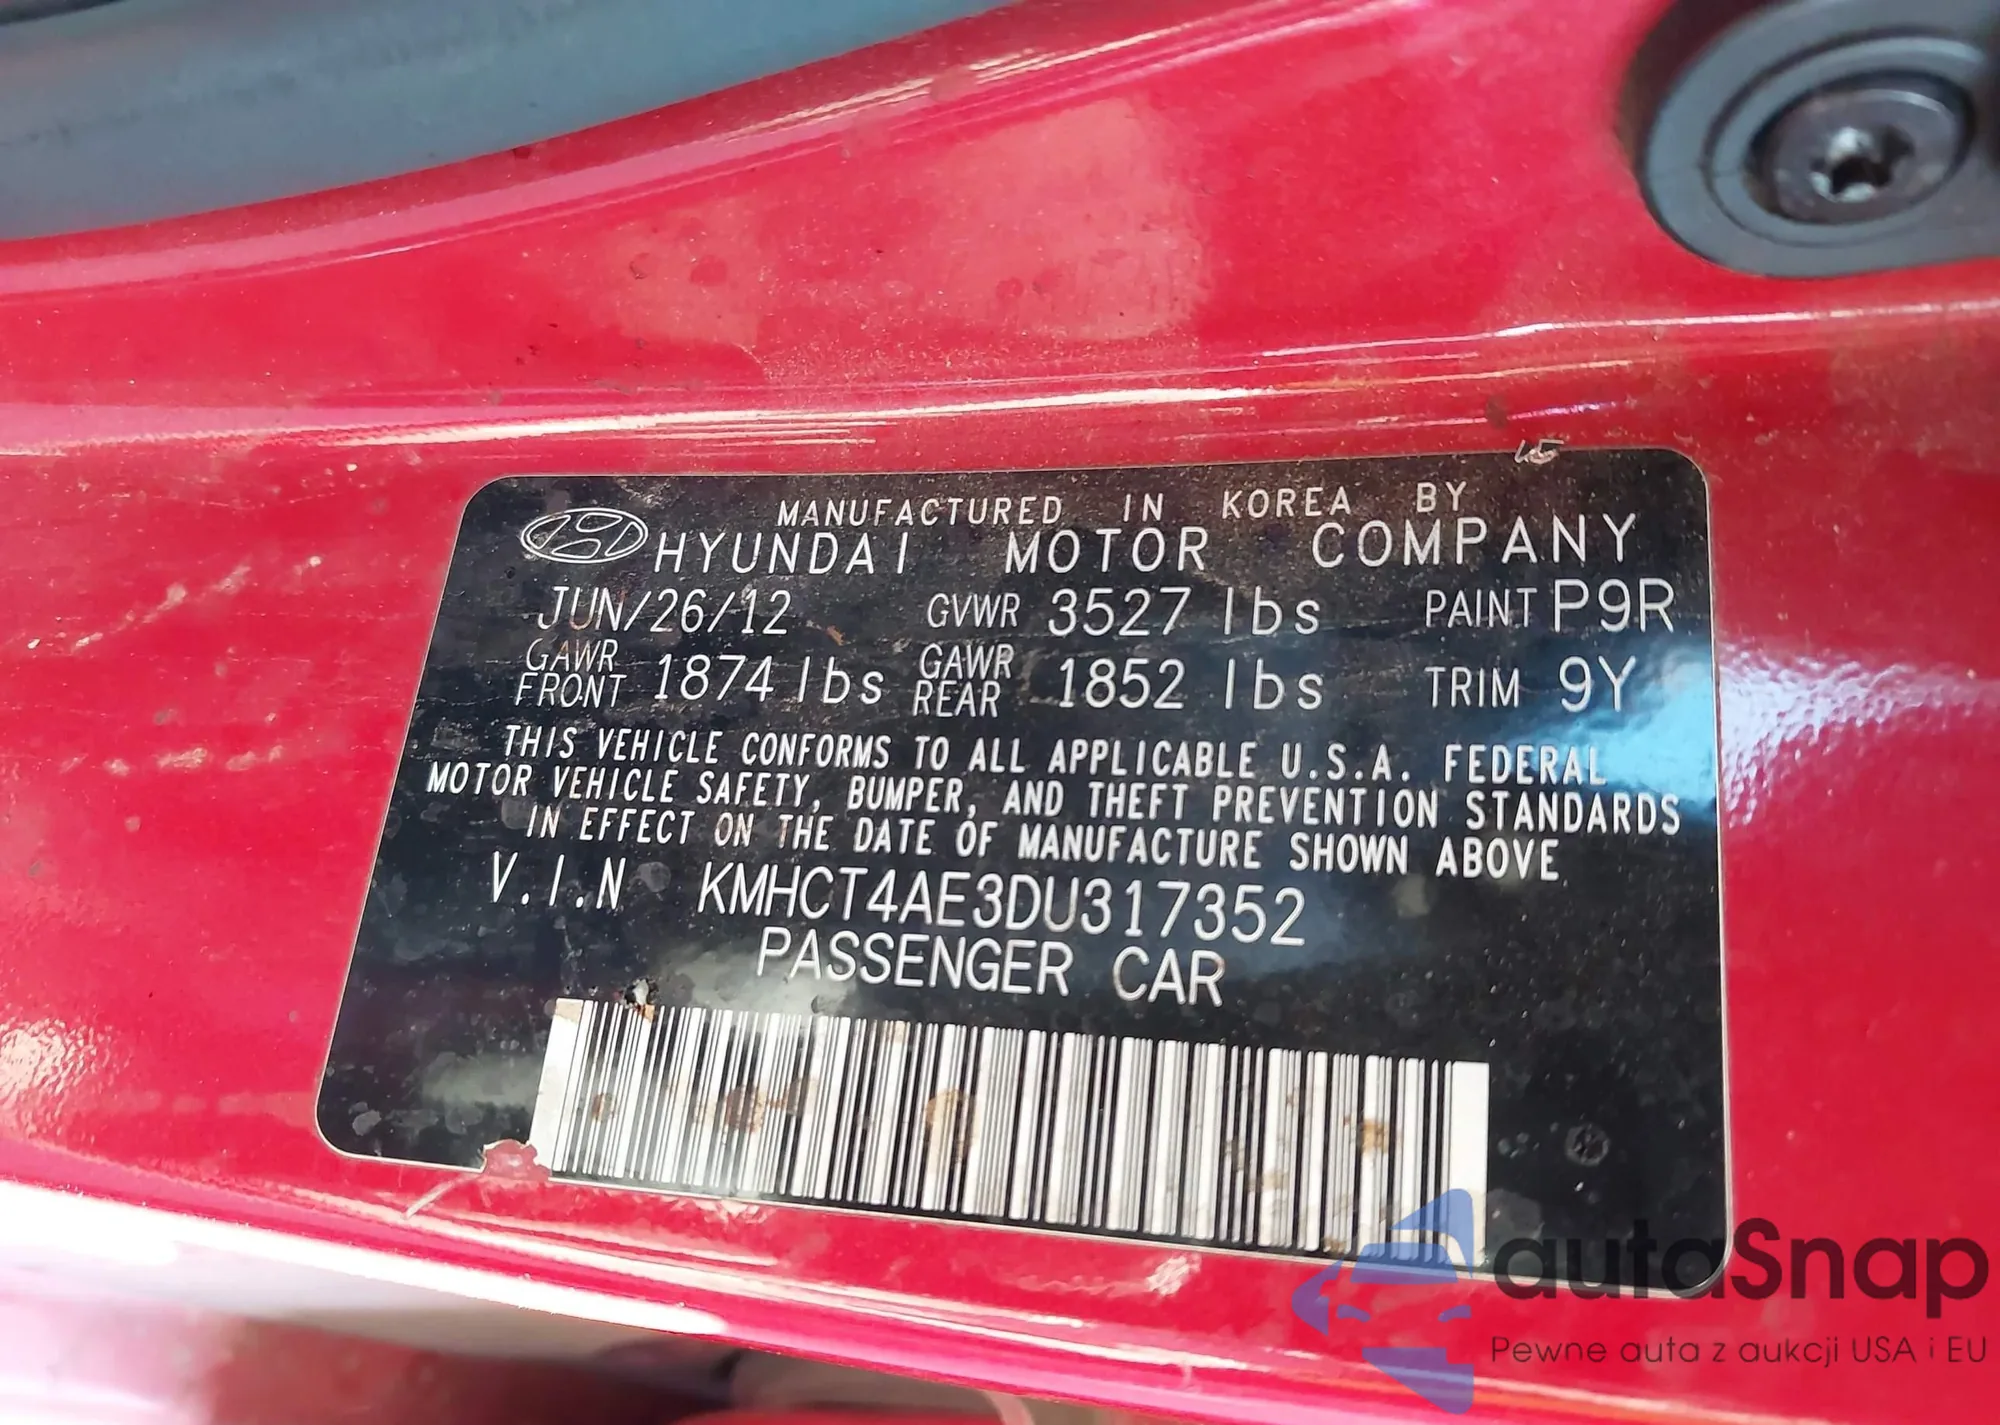 MANUFACTURED IN KOREA BY
HYUNDAI MOTOR COMPANY
JUN/26/12 GVWR 3527 lbs PAINT P9R
GAWR FRONT 1874 lbs GAWR REAR 1852 lbs TRIM 9Y
THIS VEHICLE CONFORMS TO ALL APPLICABLE U.S.A. FEDERAL
MOTOR VEHICLE SAFETY, BUMPER, AND THEFT PREVENTION STANDARDS
IN EFFECT ON THE DATE OF MANUFACTURE SHOWN ABOVE
V.I.N KMHCT4AE3DU317352
PASSENGER CAR
autaSnap
Pewne auta z aukcji USA i EU